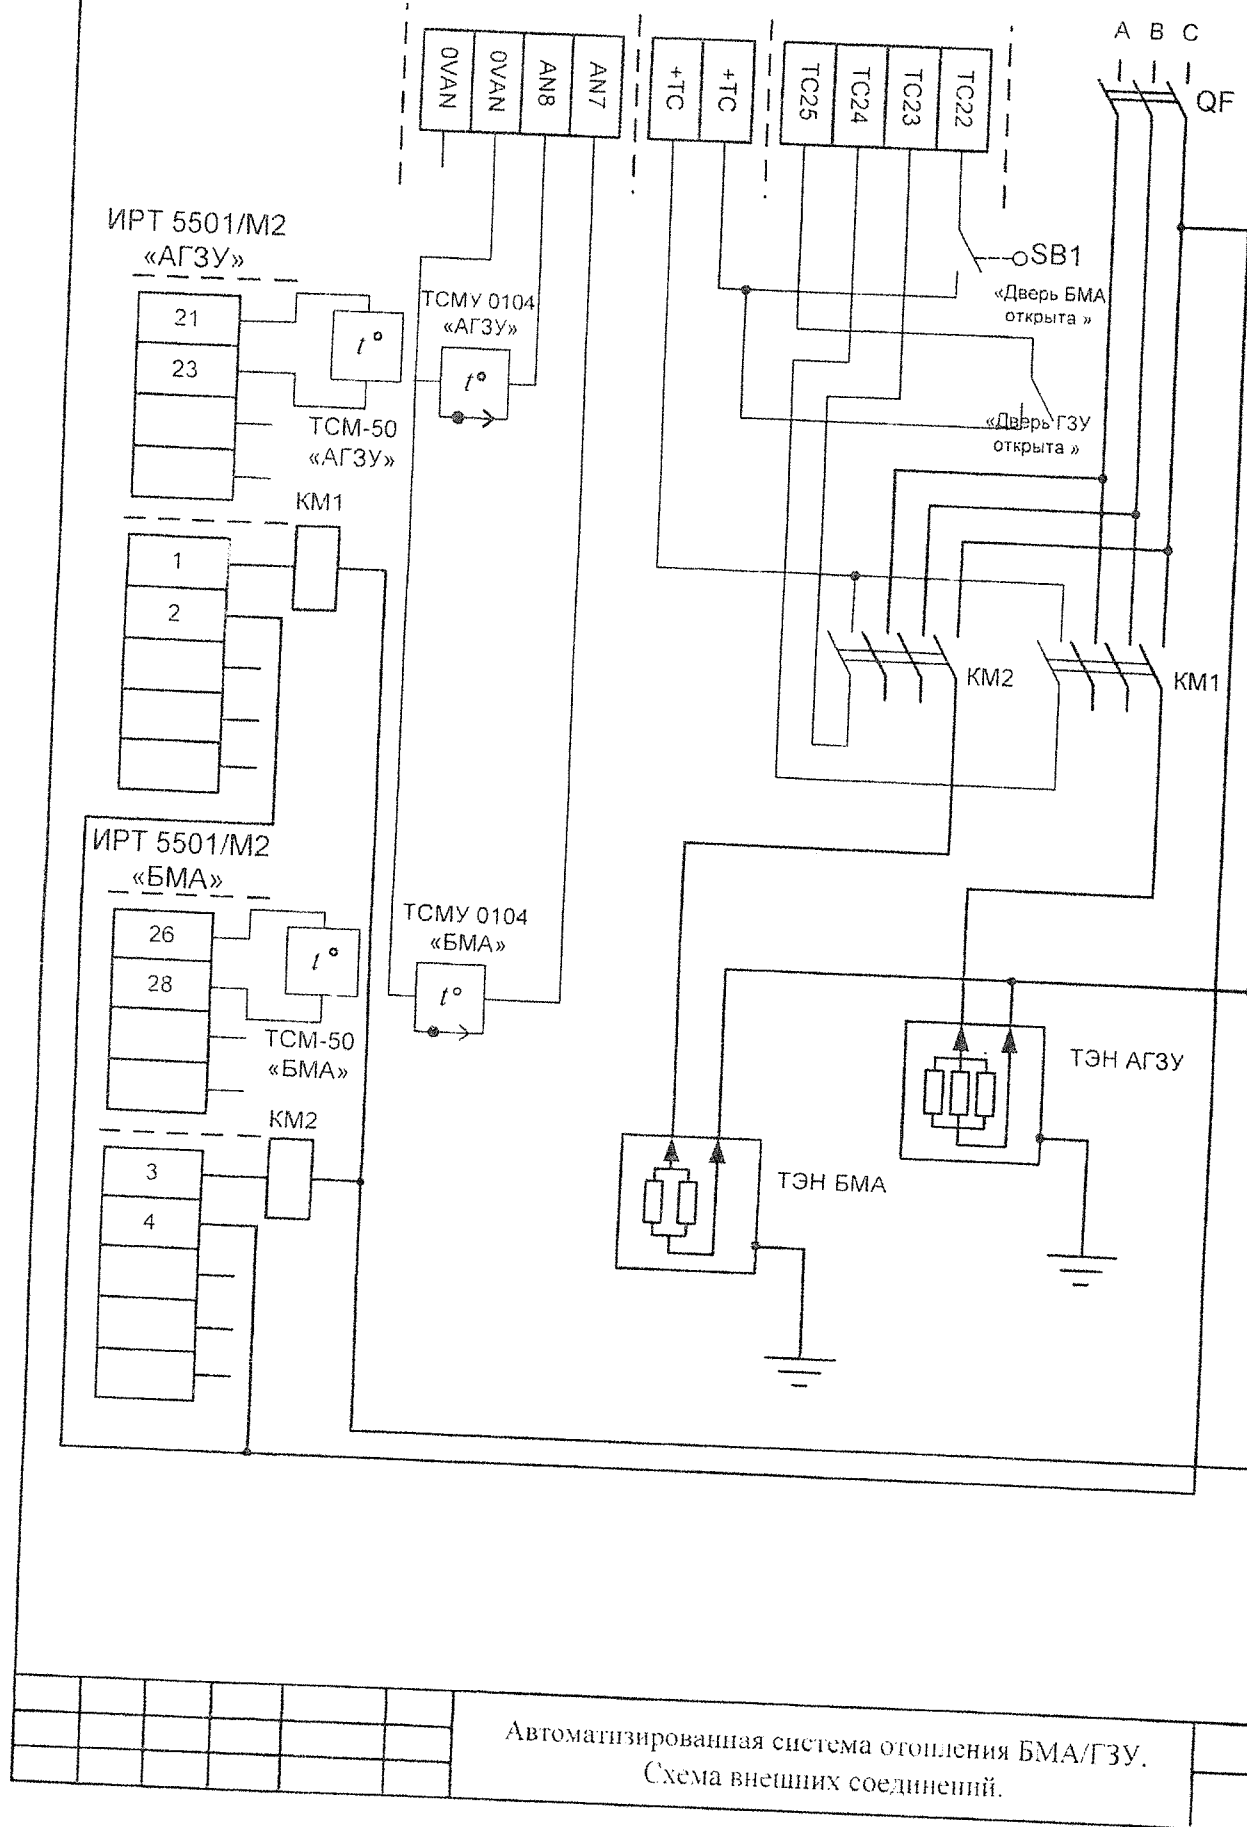 0VAN
0VAN
AN8
AN7
+TC
+TC
TC25
TC24
TC23
TC22
A B C
QF
ИРТ 5501/М2
«АГЗУ»
21
23
t°
ТСМ-50
«АГЗУ»
ТСМУ 0104
«АГЗУ»
t°
SB1
«Дверь БМА
открыта »
«Дверь ГЗУ
открыта »
КМ1
1
2
КМ2
КМ1
ИРТ 5501/М2
«БМА»
26
28
t°
ТСМ-50
«БМА»
ТСМУ 0104
«БМА»
t°
КМ2
3
4
ТЭН АГЗУ
ТЭН БМА
Автоматизированная система отопления БМА/ГЗУ.
Схема внешних соединений.